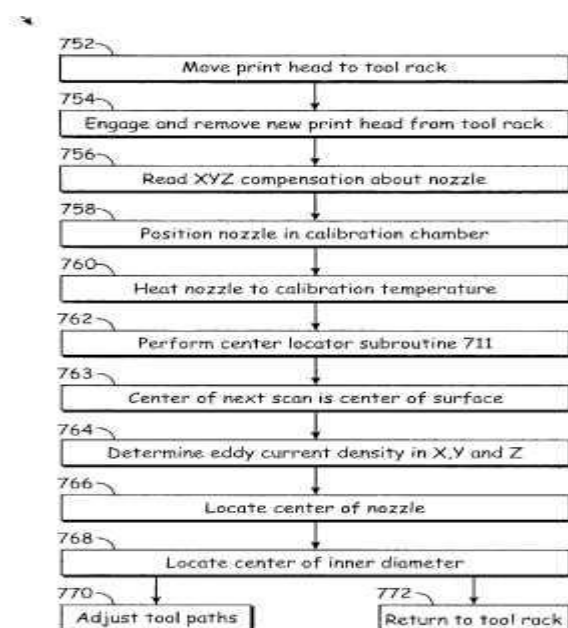 752
Move print head to tool rack
754
Engage and remove new print head from tool rack
756
Read XYZ compensation about nozzle
758
Position nozzle in calibration chamber
760
Heat nozzle to calibration temperature
762
Perform center locator subroutine 711
763
Center of next scan is center of surface
764
Determine eddy current density in X,Y and Z
766
Locate center of nozzle
768
Locate center of inner diameter
770
Adjust tool paths
772
Return to tool rack